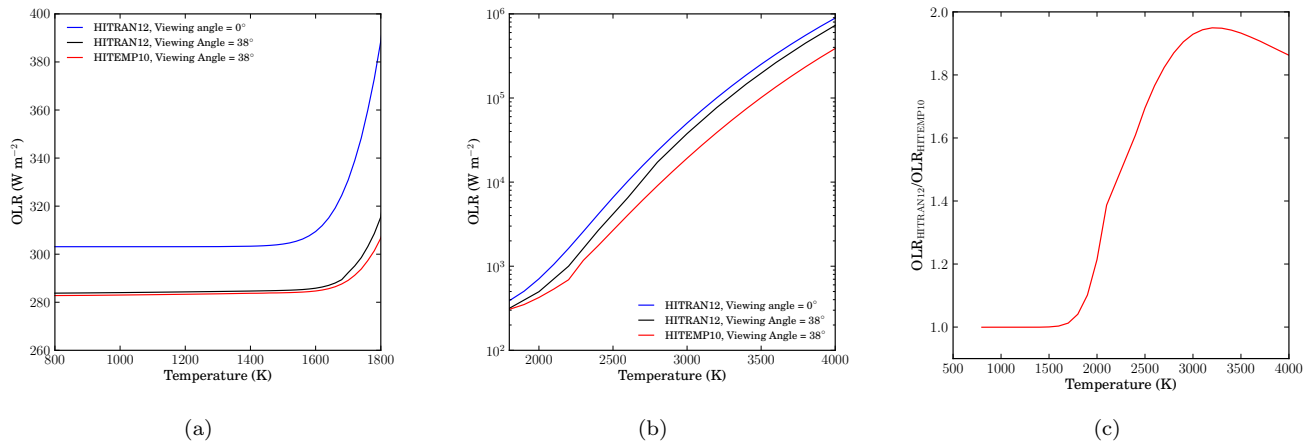 400
380
360
340
320
300
280
260
800
1000
1200
1400
1600
1800
OLR (W m⁻²)
Temperature (K)
HITRAN12, Viewing angle = 0°
HITRAN12, Viewing Angle = 38°
HITEMP10, Viewing Angle = 38°
(a)
10⁶
10⁵
10⁴
10³
10²
2000
2500
3000
3500
4000
OLR (W m⁻²)
Temperature (K)
HITRAN12, Viewing angle = 0°
HITRAN12, Viewing Angle = 38°
HITEMP10, Viewing Angle = 38°
(b)
2.0
1.8
1.6
1.4
1.2
1.0
500
1000
1500
2000
2500
3000
3500
4000
OLR_HITRAN12/OLR_HITEMP10
Temperature (K)
(c)